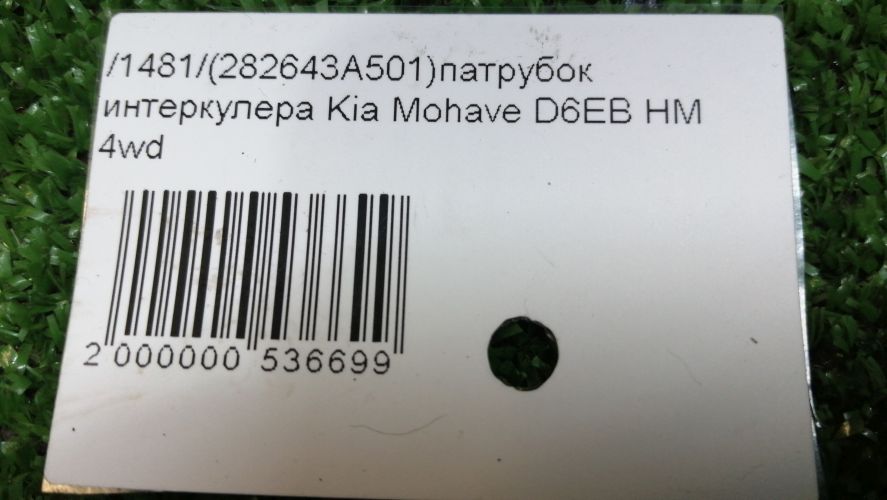 /1481/(282643A501)патрубок
интеркулера Kia Mohave D6EB HM
4wd
2 000000 536699